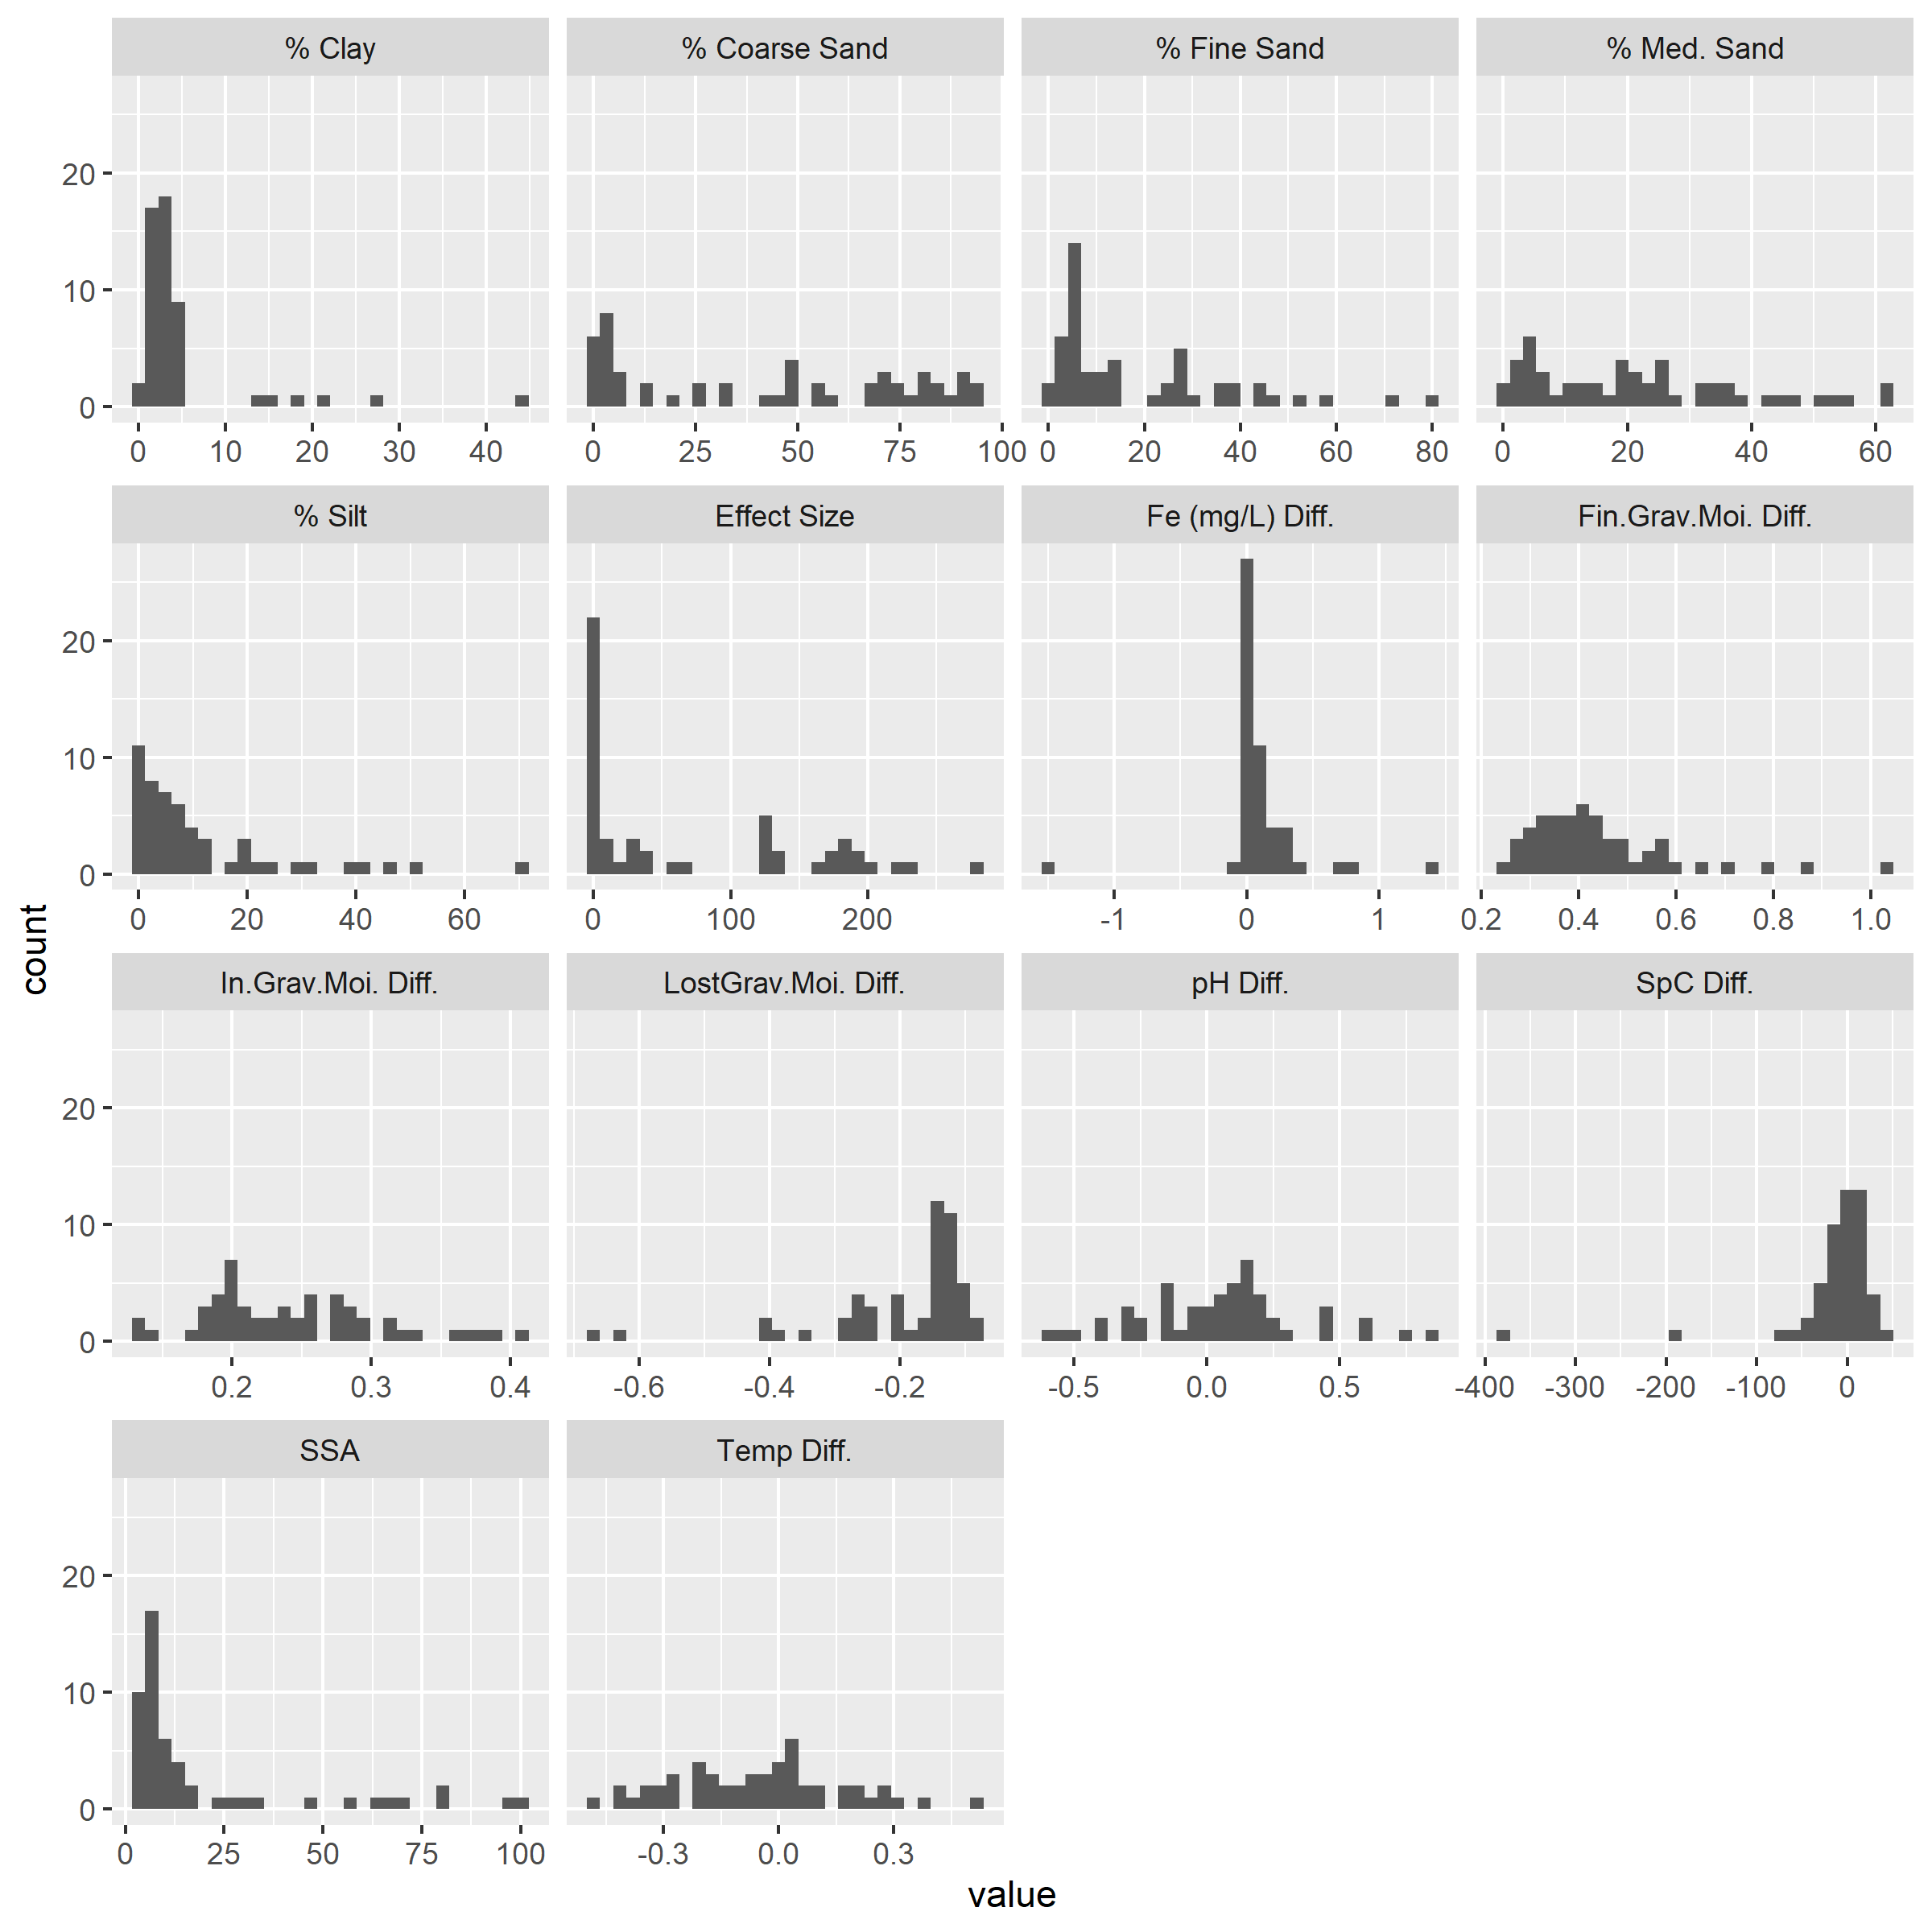 % Clay % Coarse Sand % Fine Sand % Med. Sand
20
10
0
0 10 20 30 40 0 25 50 75 100 0 20 40 60 80 0 20 40 60
% Silt Effect Size Fe (mg/L) Diff. Fin.Grav.Moi. Diff.
20
10
0
0 20 40 60 0 100 200 -1 0 1 0.2 0.4 0.6 0.8 1.0
count
In.Grav.Moi. Diff. LostGrav.Moi. Diff. pH Diff. SpC Diff.
20
10
0
0.2 0.3 0.4 -0.6 -0.4 -0.2 -0.5 0.0 0.5 -400 -300 -200 -100 0
SSA Temp Diff.
20
10
0
0 25 50 75 100 -0.3 0.0 0.3
value